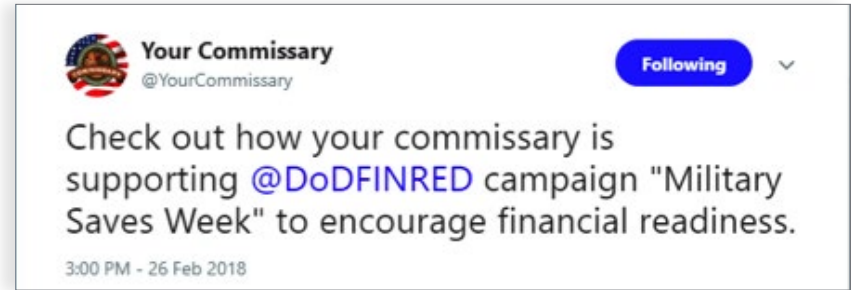 Your Commissary
@YourCommissary
Following
Check out how your commissary is
supporting @DoDFINRED campaign "Military
Saves Week" to encourage financial readiness.
3:00 PM - 26 Feb 2018